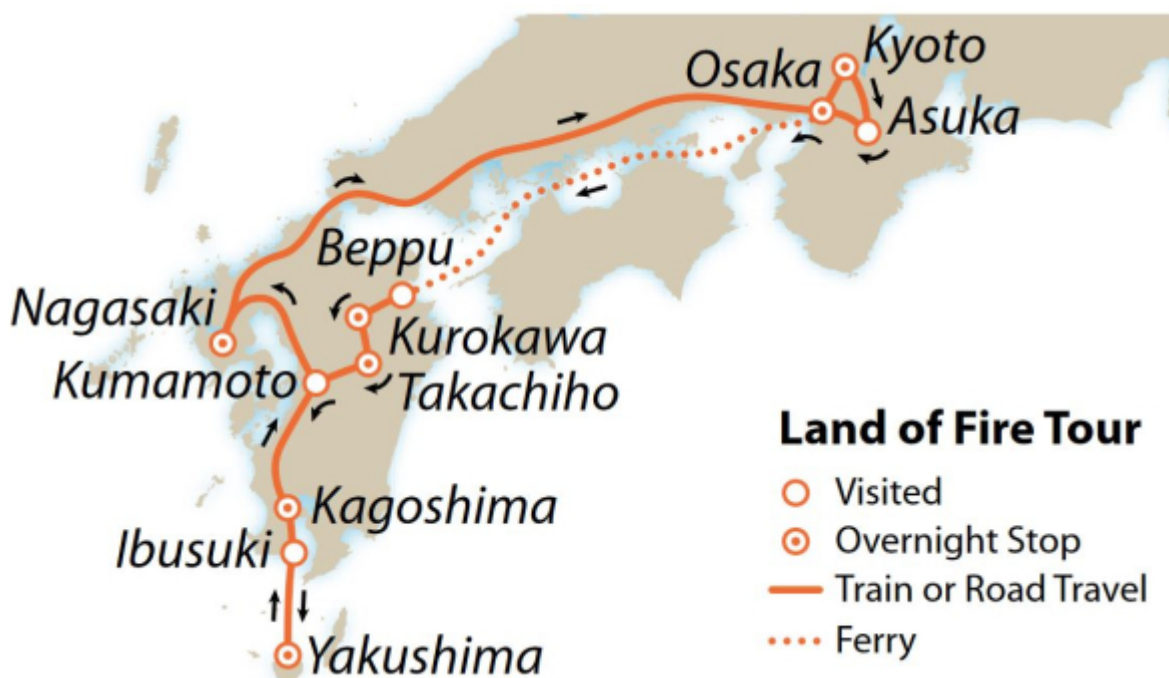 Kyoto
Osaka
Asuka
Beppu
Nagasaki
Kurokawa
Kumamoto
Takachiho
Kagoshima
Ibusuki
Yakushima
Land of Fire Tour
Visited
Overnight Stop
Train or Road Travel
Ferry